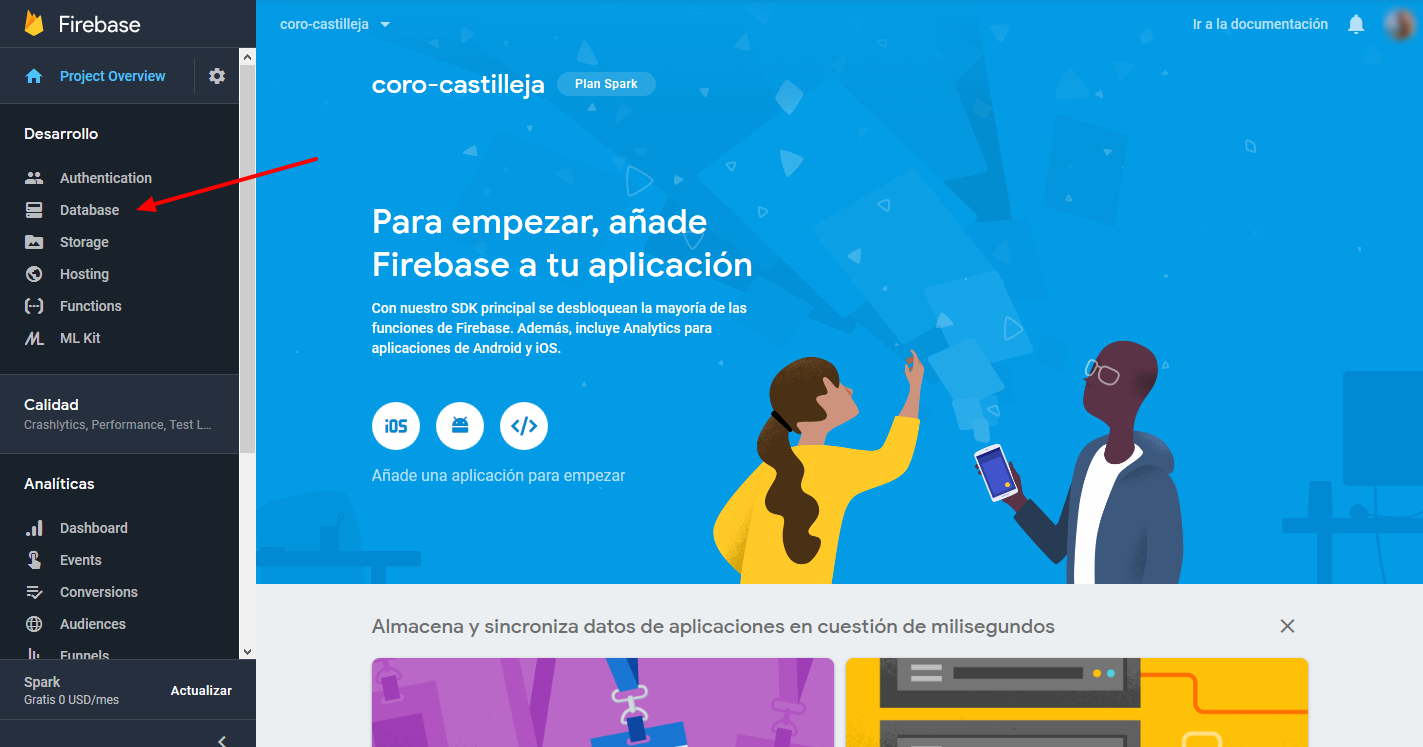 Firebase
Project Overview
Desarrollo
Authentication
Database
Storage
Hosting
Functions
ML Kit
Calidad
Crashlytics, Performance, Test L...
Analíticas
Dashboard
Events
Conversions
Audiences
Funnels
Spark
Gratis 0 USD/mes
Actualizar
coro-castilleja
Ir a la documentación
coro-castilleja
Plan Spark
Para empezar, añade
Firebase a tu aplicación
Con nuestro SDK principal se desbloquean la mayoría de las
funciones de Firebase. Además, incluye Analytics para
aplicaciones de Android y iOS.
iOS
Añade una aplicación para empezar
Almacena y sincroniza datos de aplicaciones en cuestión de milisegundos